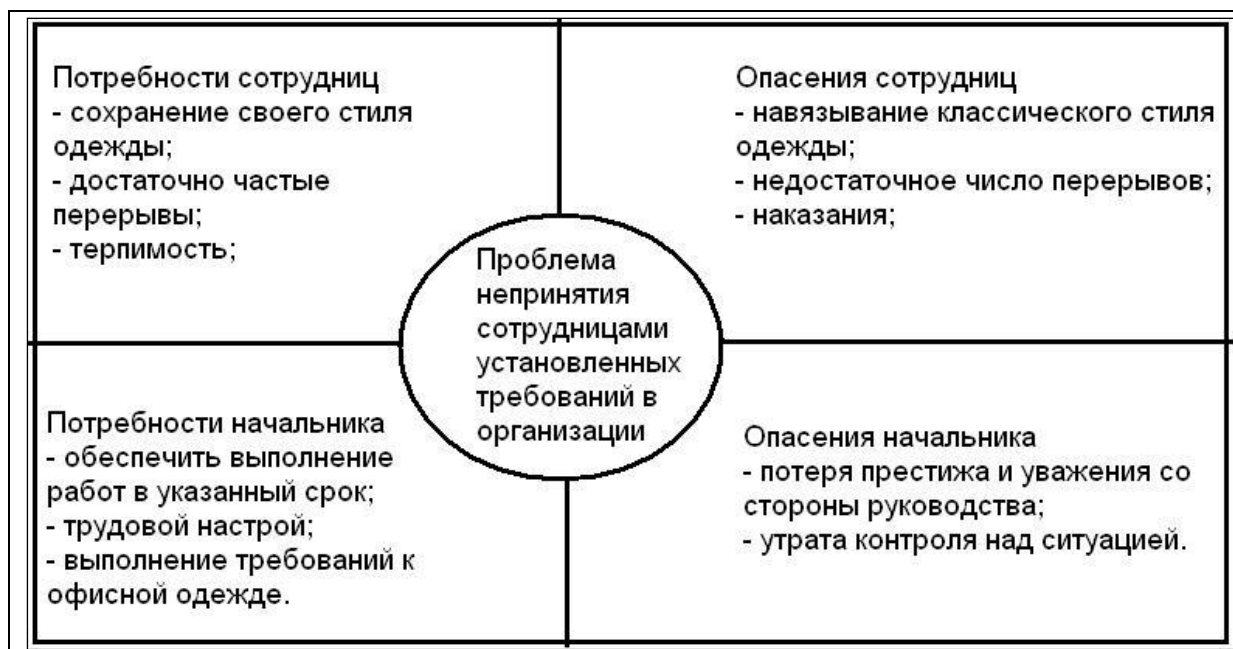 Потребности сотрудниц
- сохранение своего стиля
одежды;
- достаточно частые
перерывы;
- терпимость;
Опасения сотрудниц
- навязывание классического стиля
одежды;
- недостаточное число перерывов;
- наказания;
Проблема
непринятия
сотрудницами
установленных
требований в
организации
Потребности начальника
- обеспечить выполнение
работ в указанный срок;
- трудовой настрой;
- выполнение требований к
офисной одежде.
Опасения начальника
- потеря престижа и уважения со
стороны руководства;
- утрата контроля над ситуацией.